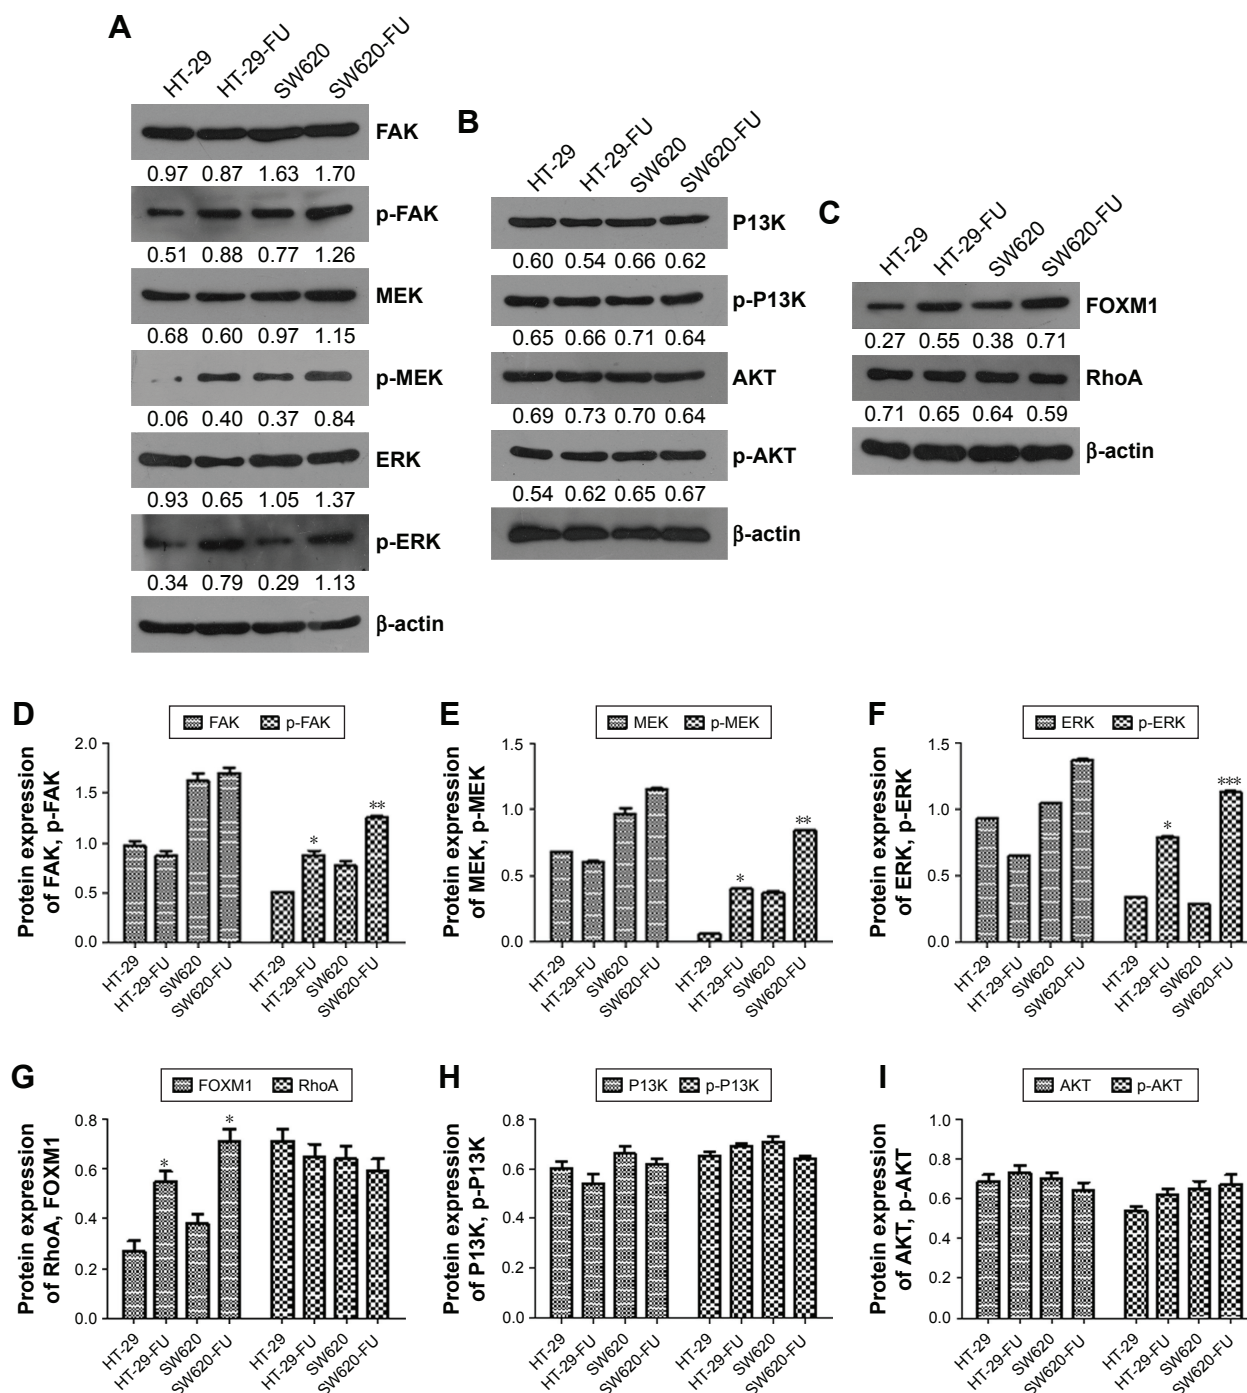 A
HT-29 HT-29-FU SW620 SW620-FU
FAK
0.97 0.87 1.63 1.70
p-FAK
0.51 0.88 0.77 1.26
MEK
0.68 0.60 0.97 1.15
p-MEK
0.06 0.40 0.37 0.84
ERK
0.93 0.65 1.05 1.37
p-ERK
0.34 0.79 0.29 1.13
β-actin
B
HT-29 HT-29-FU SW620 SW620-FU
P13K
0.60 0.54 0.66 0.62
p-P13K
0.65 0.66 0.71 0.64
AKT
0.69 0.73 0.70 0.64
p-AKT
0.54 0.62 0.65 0.67
β-actin
C
HT-29 HT-29-FU SW620 SW620-FU
FOXM1
0.27 0.55 0.38 0.71
RhoA
0.71 0.65 0.64 0.59
β-actin
D
FAK p-FAK
Protein expression
of FAK, p-FAK
2.0
1.5
1.0
0.5
0.0
* **
HT-29 HT-29-FU SW620 SW620-FU HT-29 HT-29-FU SW620 SW620-FU
E
MEK p-MEK
Protein expression
of MEK, p-MEK
1.5
1.0
0.5
0.0
* **
HT-29 HT-29-FU SW620 SW620-FU HT-29 HT-29-FU SW620 SW620-FU
F
ERK p-ERK
Protein expression
of ERK, p-ERK
1.5
1.0
0.5
0.0
* ***
HT-29 HT-29-FU SW620 SW620-FU HT-29 HT-29-FU SW620 SW620-FU
G
FOXM1 RhoA
Protein expression
of RhoA, FOXM1
0.8
0.6
0.4
0.2
0.0
* *
HT-29 HT-29-FU SW620 SW620-FU HT-29 HT-29-FU SW620 SW620-FU
H
P13K p-P13K
Protein expression
of P13K, p-P13K
0.8
0.6
0.4
0.2
0.0
HT-29 HT-29-FU SW620 SW620-FU HT-29 HT-29-FU SW620 SW620-FU
I
AKT p-AKT
Protein expression
of AKT, p-AKT
1.0
0.8
0.6
0.4
0.2
0.0
HT-29 HT-29-FU SW620 SW620-FU HT-29 HT-29-FU SW620 SW620-FU